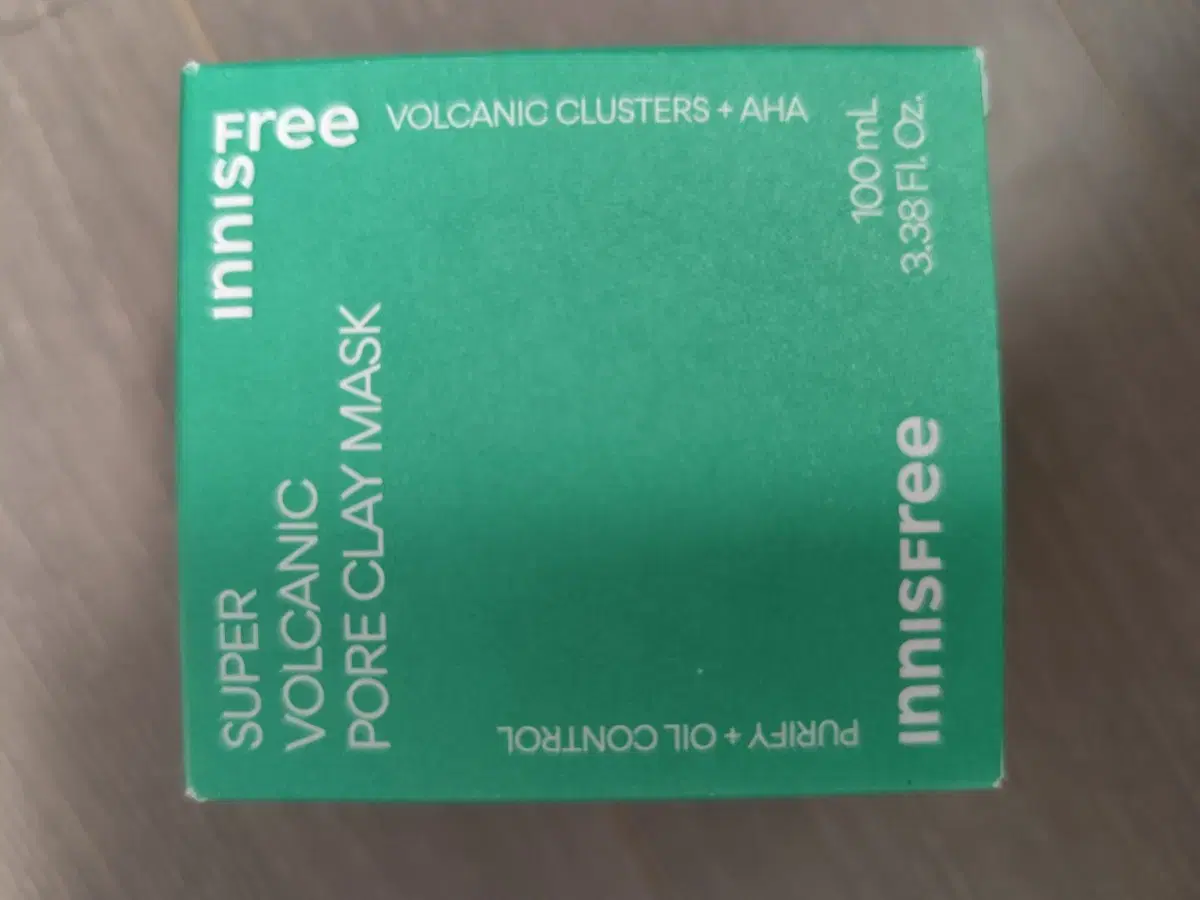 INNISFree
VOLCANIC CLUSTERS + AHA
100 mL
3.38 Fl. Oz.
SUPER
VOLCANIC
PORE CLAY MASK
PURIFY + OIL CONTROL
INNISFree